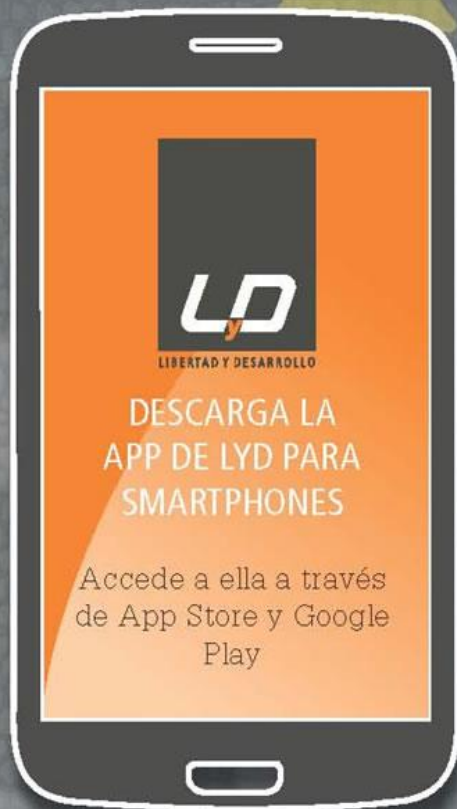 LyD
LIBERTAD Y DESARROLLO
DESCARGA LA
APP DE LYD PARA
SMARTPHONES
Accede a ella a través
de App Store y Google
Play